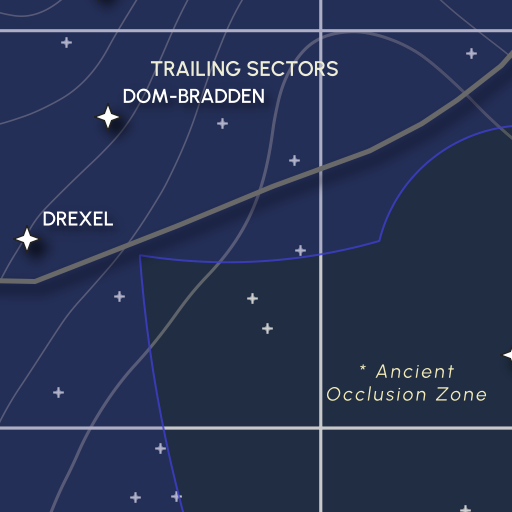 TRAILING SECTORS
DOM-BRADDEN
DREXEL
* Ancient
Occlusion Zone